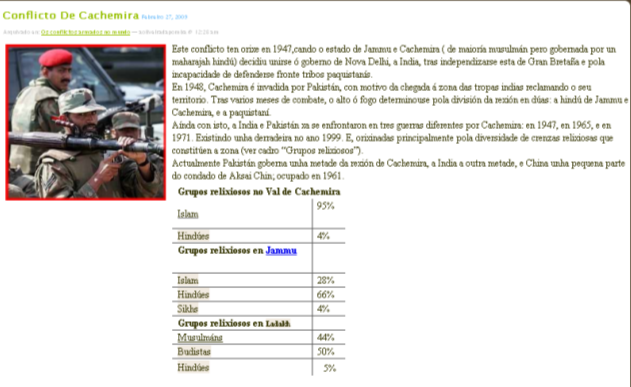 Conflicto De Cachemira Febreiro 27, 2009
Arquivado en: Os conflictos armados no mundo — @ 12:23 am
Este conflicto ten orixe en 1947,cando o estado de Jammu e Cachemira ( de maioría musulmán pero gobernada por un
maharajah hindú) decidiu unirse ó goberno de Nova Delhi, a India, tras independizarse esta de Gran Bretaña e pola
incapacidade de defenderse fronte tribos paquistanís.
En 1948, Cachemira é invadida por Pakistán, con motivo da chegada á zona das tropas indias reclamando o seu
territorio. Tras varios meses de combate, o alto ó fogo determinouse pola división da rexión en dúas: a hindú de Jammu e
Cachemira, e a paquistaní.
Aínda con isto, a India e Pakistán xa se enfrontaron en tres guerras diferentes por Cachemira: en 1947, en 1965, e en
1971. Existindo unha derradeira no ano 1999. E, orixinadas principalmente pola diversidade de crenzas relixiosas que
constitúen a zona (ver cadro "Grupos relixiosos").
Actualmente Pakistán goberna unha metade da rexión de Cachemira, a India a outra metade, e China unha pequena parte
do condado de Aksai Chin; ocupado en 1961.
Grupos relixiosos no Val de Cachemira
Islam 95%
Hindúes 4%
Grupos relixiosos en Jammu
Islam 28%
Hindúes 66%
Sikhs 4%
Grupos relixiosos en Ladakh
Musulmáns 44%
Budistas 50%
Hindúes 5%